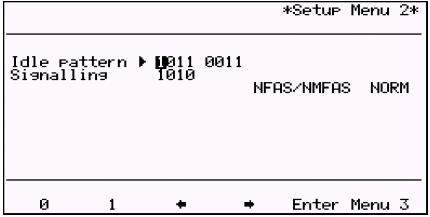 *Setup Menu 2*
Idle pattern ▶ 1011 0011
Signalling 1010
NFAS/NMFAS NORM
0 1 ← → Enter Menu 3